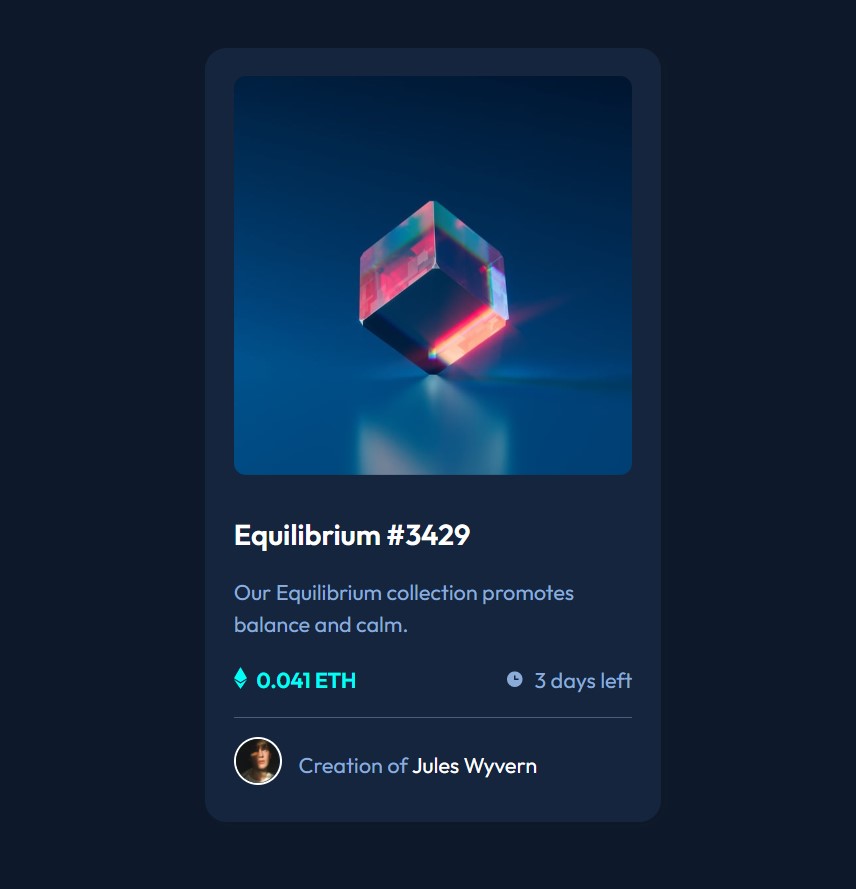 Equilibrium #3429
Our Equilibrium collection promotes
balance and calm.
0.041 ETH
3 days left
Creation of Jules Wyvern